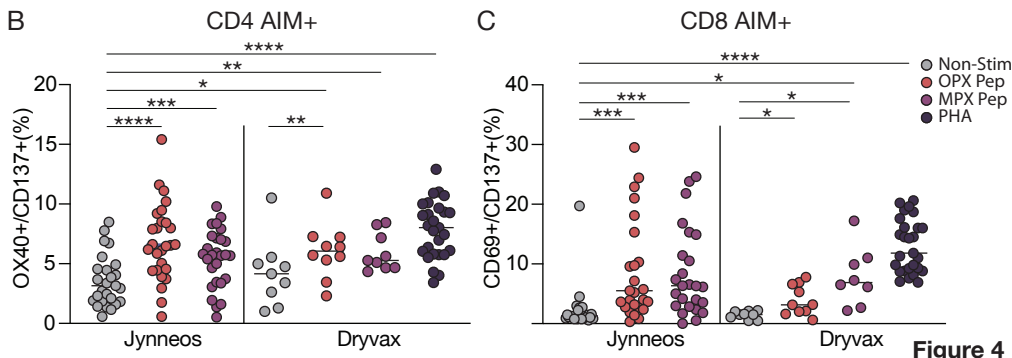 B
CD4 AIM+
****
**
*
***
****
**
OX40+/CD137+(%)
20
15
10
5
0
Jynneos
Dryvax
C
CD8 AIM+
****
*
***
***
*
*
CD69+/CD137+(%)
40
30
20
10
Jynneos
Dryvax
Non-Stim
OPX Pep
MPX Pep
PHA
Figure 4